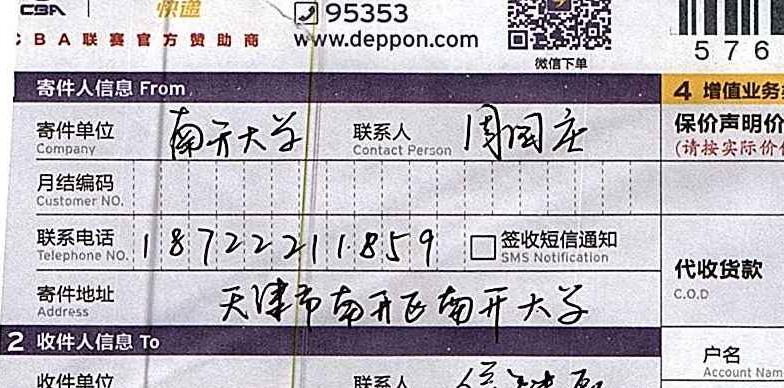 CBA 快递 95353
CBA联赛官方赞助商 www.deppon.com 微信下单 576
寄件人信息 From 4 增值业务
寄件单位 南开大学 联系人 周国庆 保价声明价
Company Contact Person (请按实际价
月结编码
Customer NO.
联系电话 18722211859 签收短信通知
Telephone NO. SMS Notification 代收货款
寄件地址 天津市南开区南开大学 C.O.D
Address
2 收件人信息 To 户名
收件单位 联系人 Account Nam